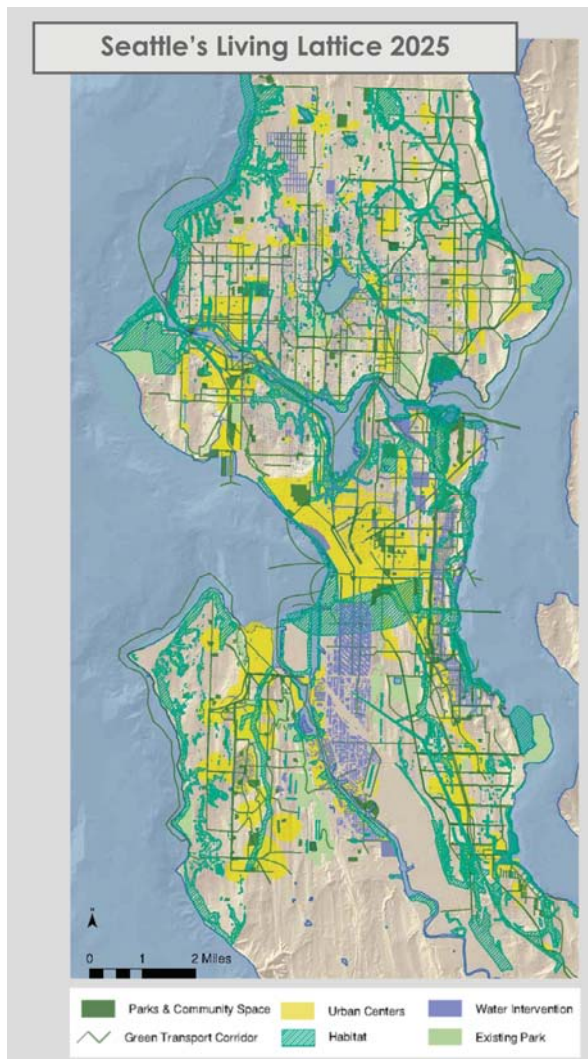 Seattle's Living Lattice 2025
N
0 1 2 Miles
Parks & Community Space Urban Centers Water Intervention
Green Transport Corridor Habitat Existing Park